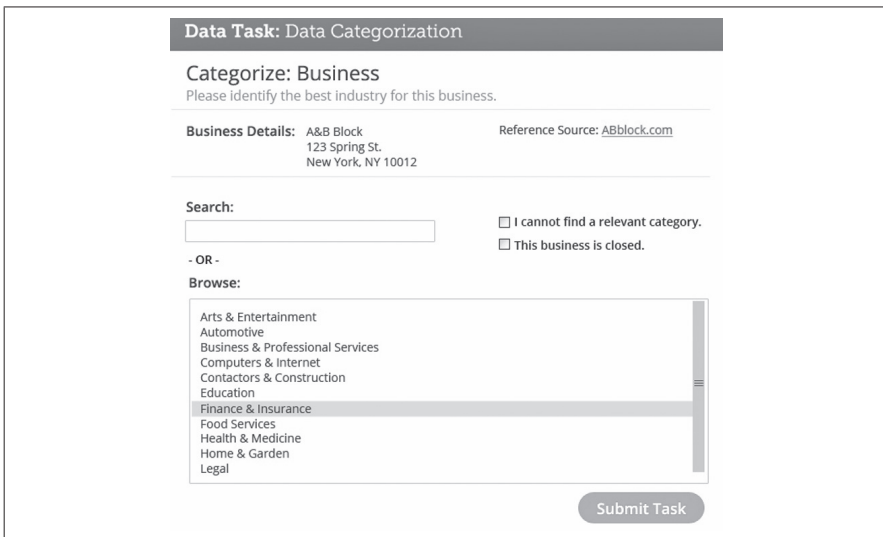 Data Task: Data Categorization
Categorize: Business
Please identify the best industry for this business.
Business Details: A&B Block
123 Spring St.
New York, NY 10012
Reference Source: ABblock.com
Search:
I cannot find a relevant category.
This business is closed.
- OR -
Browse:
Arts & Entertainment
Automotive
Business & Professional Services
Computers & Internet
Contactors & Construction
Education
Finance & Insurance
Food Services
Health & Medicine
Home & Garden
Legal
Submit Task